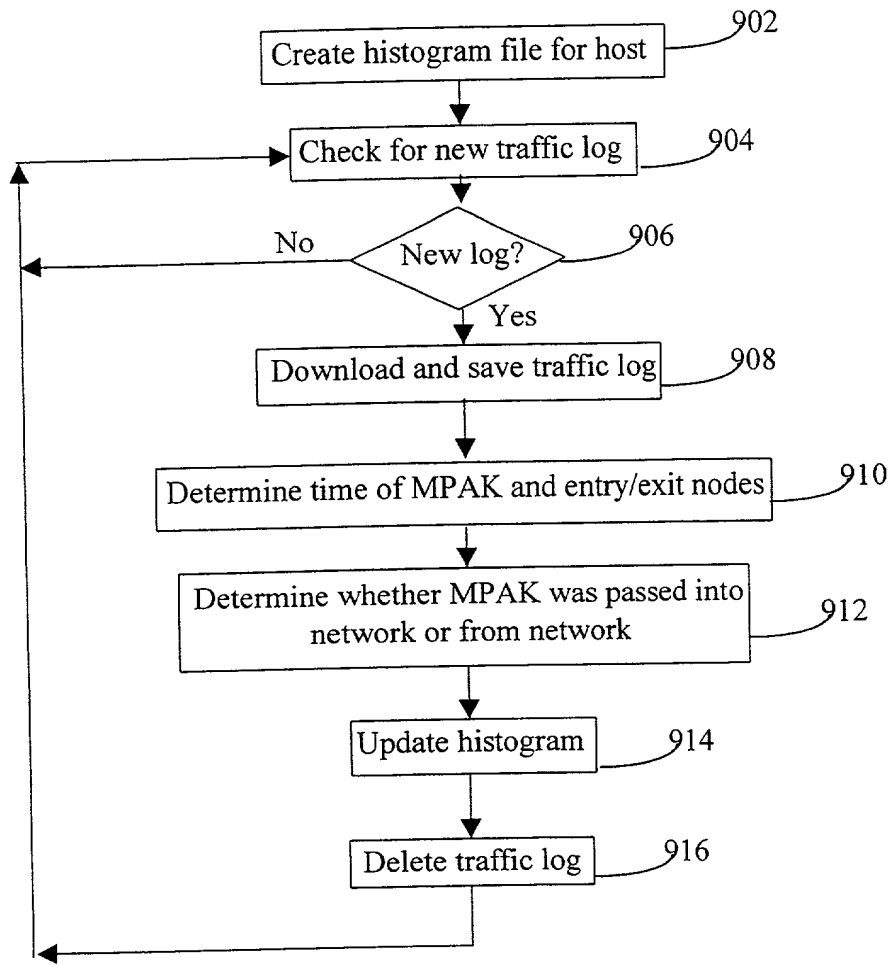 Create histogram file for host
902
Check for new traffic log
904
New log?
906
No
Yes
Download and save traffic log
908
Determine time of MPAK and entry/exit nodes
910
Determine whether MPAK was passed into
network or from network
912
Update histogram
914
Delete traffic log
916